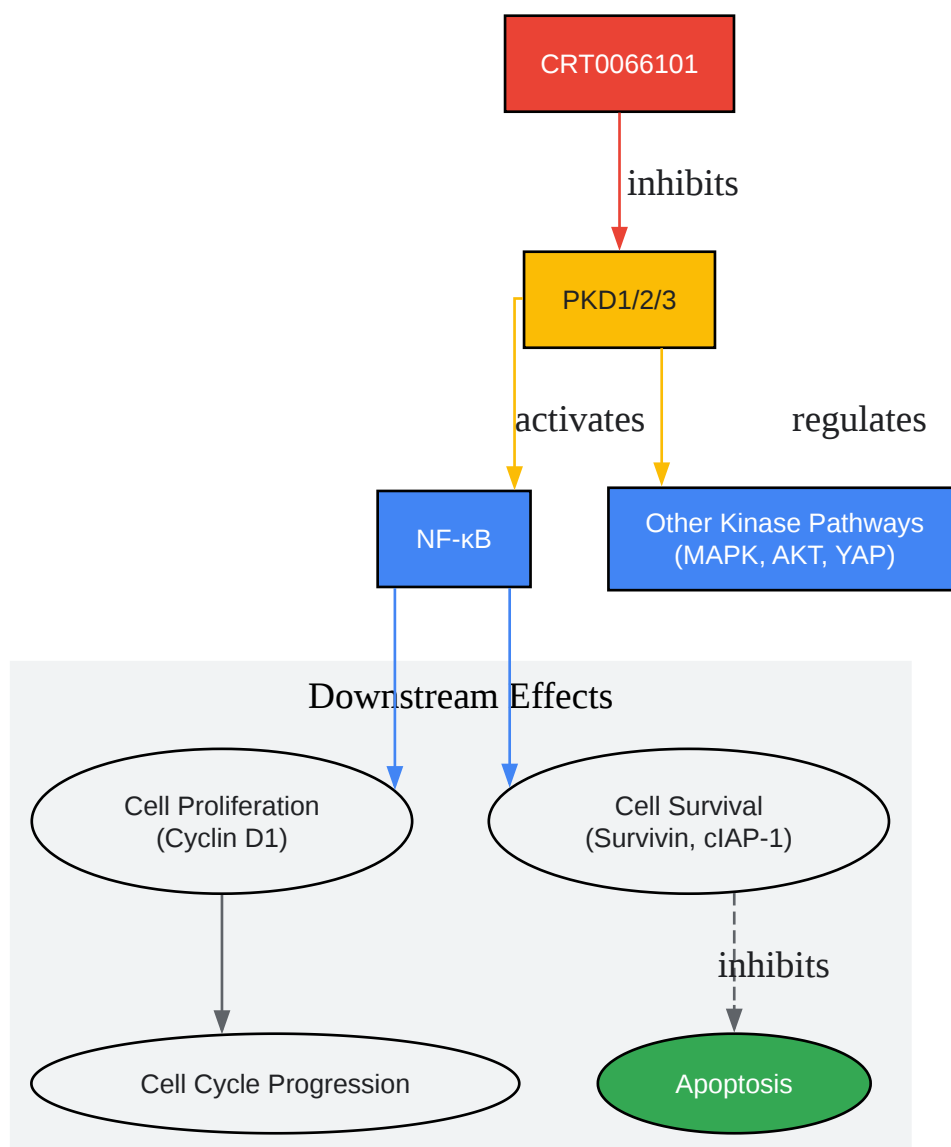 CRT0066101
inhibits
PKD1/2/3
activates
regulates
NF-κB
Other Kinase Pathways
(MAPK, AKT, YAP)
Downstream Effects
Cell Proliferation
(Cyclin D1)
Cell Survival
(Survivin, cIAP-1)
inhibits
Cell Cycle Progression
Apoptosis